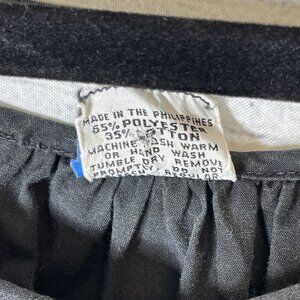 MADE IN THE PHILIPPINES
65% POLYESTER
35% COTTON
MACHINE WASH WARM
OR HAND WASH
TUMBLE DRY REMOVE
PROMPTLY DO NOT